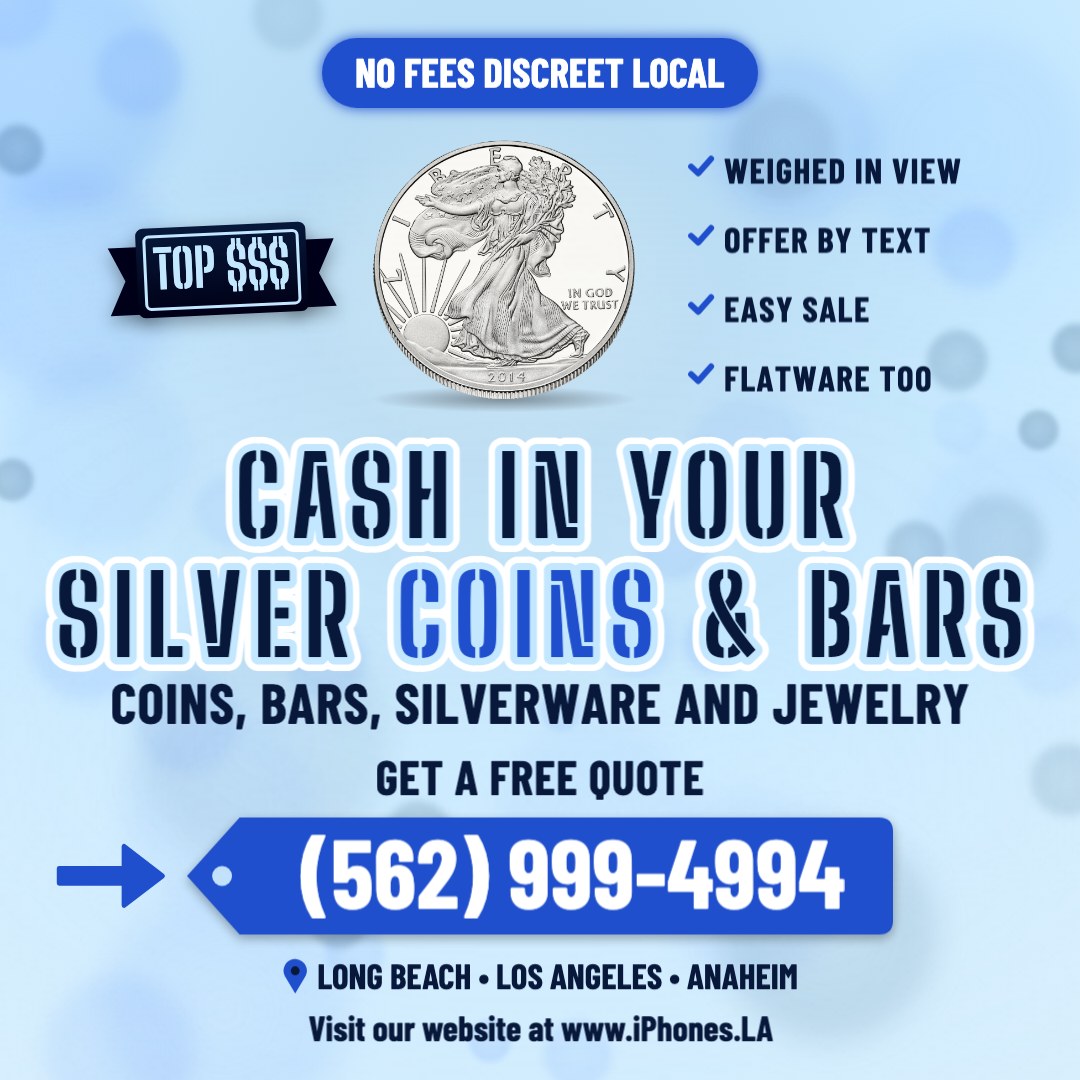 NO FEES DISCREET LOCAL
TOP $$$
LIBERTY
IN GOD
WE TRUST
2014
WEIGHED IN VIEW
OFFER BY TEXT
EASY SALE
FLATWARE TOO
CASH IN YOUR
SILVER COINS & BARS
COINS, BARS, SILVERWARE AND JEWELRY
GET A FREE QUOTE
(562) 999-4994
LONG BEACH • LOS ANGELES • ANAHEIM
Visit our website at www.iPhones.LA